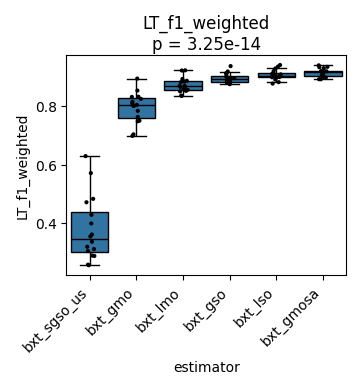 LT_f1_weighted
p = 3.25e-14
LT_f1_weighted
0.8
0.6
0.4
bxt_sgso_us
bxt_gmo
bxt_lmo
bxt_gso
bxt_lso
bxt_gmosa
estimator